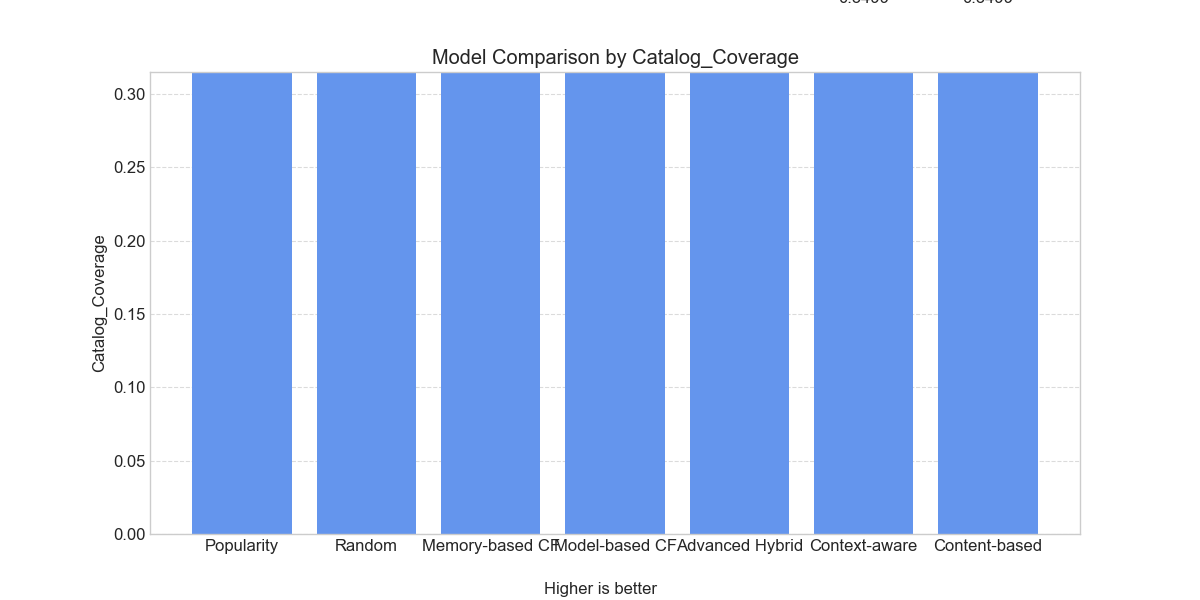 Model Comparison by Catalog_Coverage
Catalog_Coverage
0.30
0.25
0.20
0.15
0.10
0.05
0.00
Popularity Random Memory-based CF Model-based CF Advanced Hybrid Context-aware Content-based
Higher is better